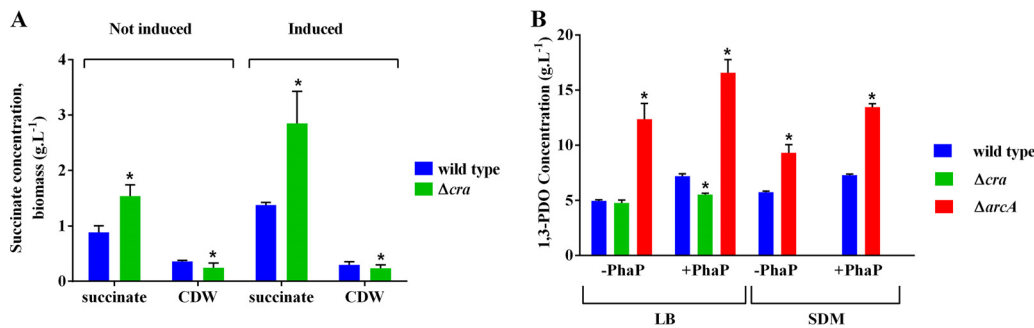 A
Not induced Induced
Succinate concentration,
biomass (g.L⁻¹)
4
3
2
1
0
succinate CDW succinate CDW
* * * *
wild type
Δcra
B
1,3-PDO Concentration (g.L⁻¹)
20
15
10
5
0
* * * * *
-PhaP +PhaP -PhaP +PhaP
LB SDM
wild type
Δcra
ΔarcA